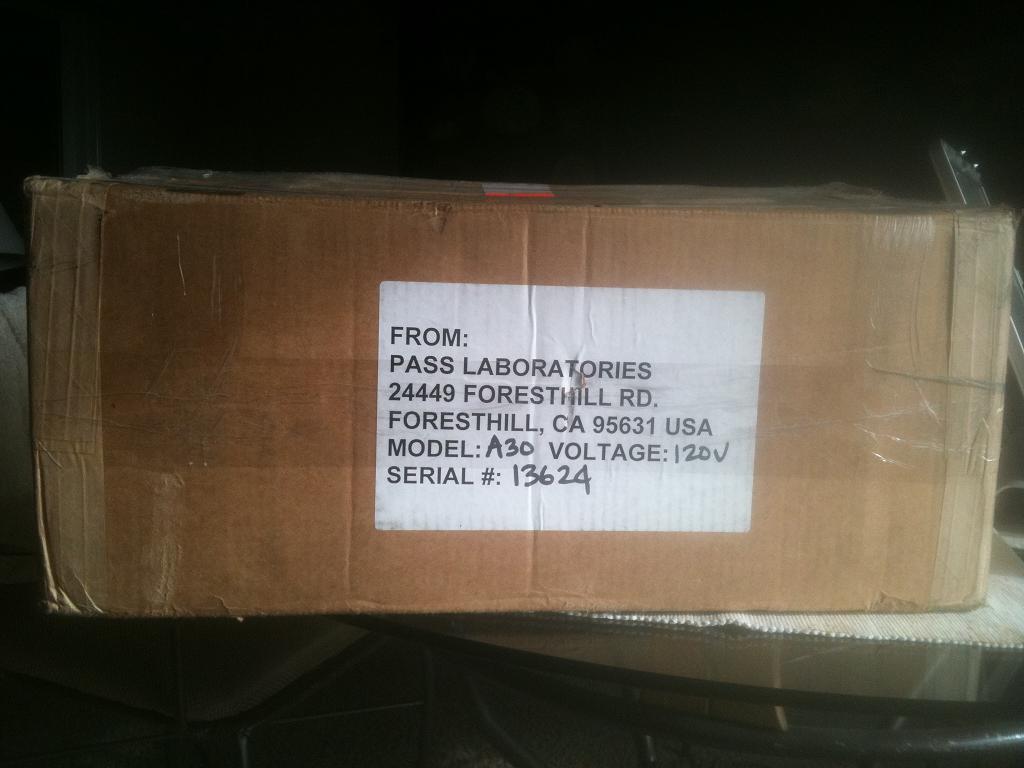 FROM:
PASS LABORATORIES
24449 FORESTHILL RD.
FORESTHILL, CA 95631 USA
MODEL: A30 VOLTAGE: 120V
SERIAL #: 13624